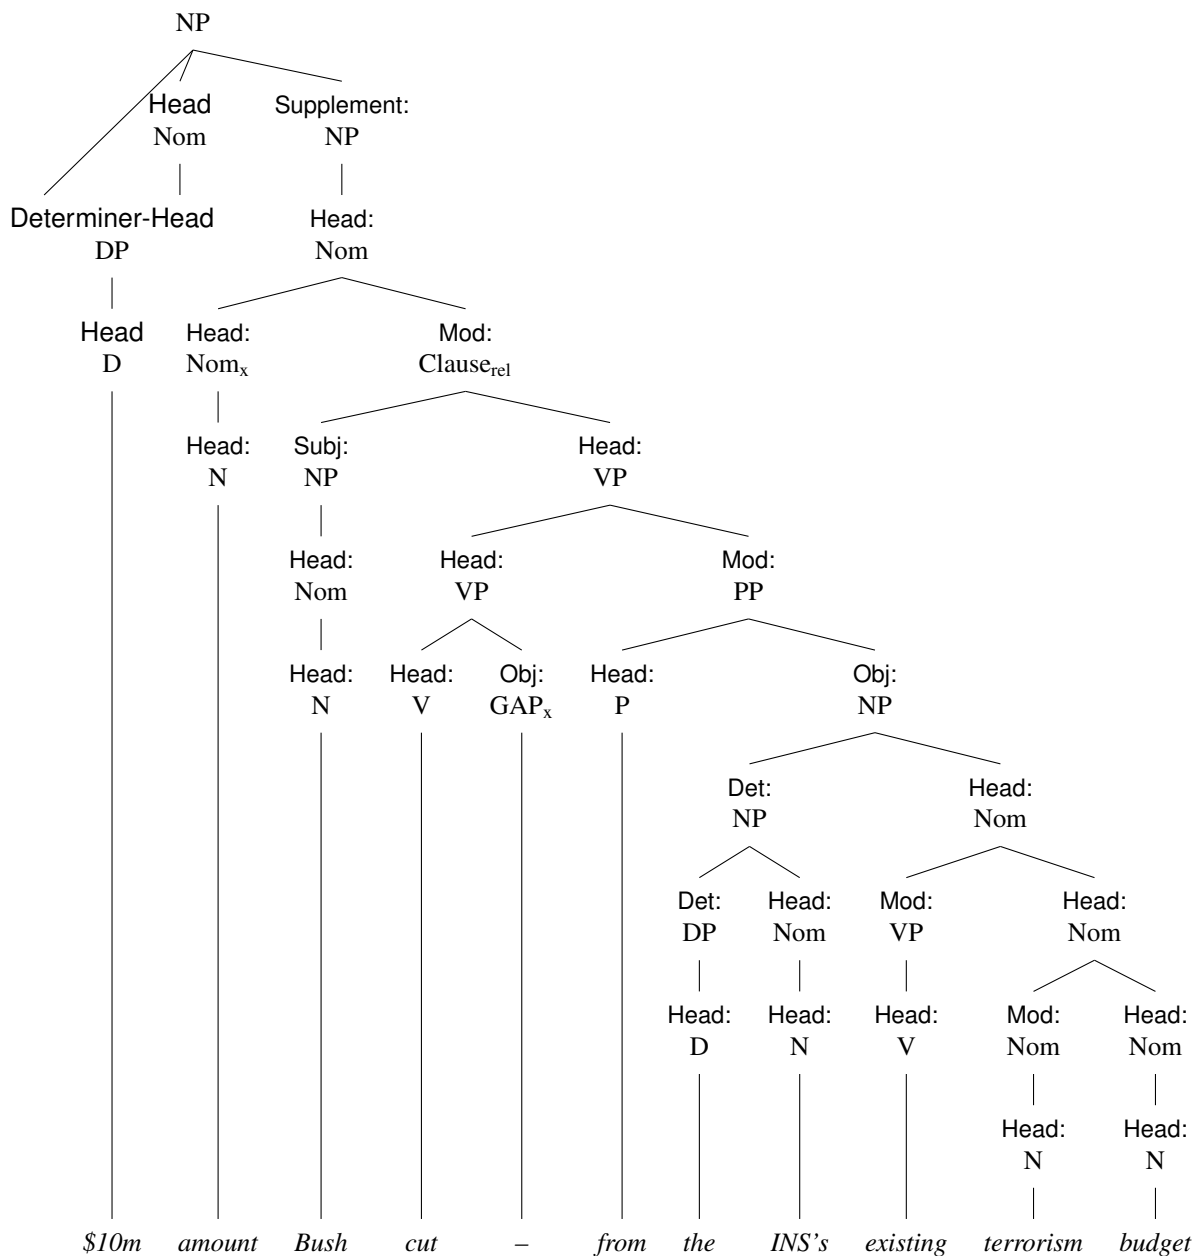 NP
Head Supplement:
Nom NP
Determiner-Head Head:
DP Nom
Head Head: Mod:
D Nomx Clauserel
Head: Subj: Head:
N NP VP
Head: Head: Mod:
Nom VP PP
Head: Head: Obj: Head: Obj:
N V GAPx P NP
Det: Head:
NP Nom
Det: Head: Mod: Head:
DP Nom VP Nom
Head: Head: Head: Mod: Head:
D N V Nom Nom
Head: Head:
N N
$10m amount Bush cut – from the INS's existing terrorism budget